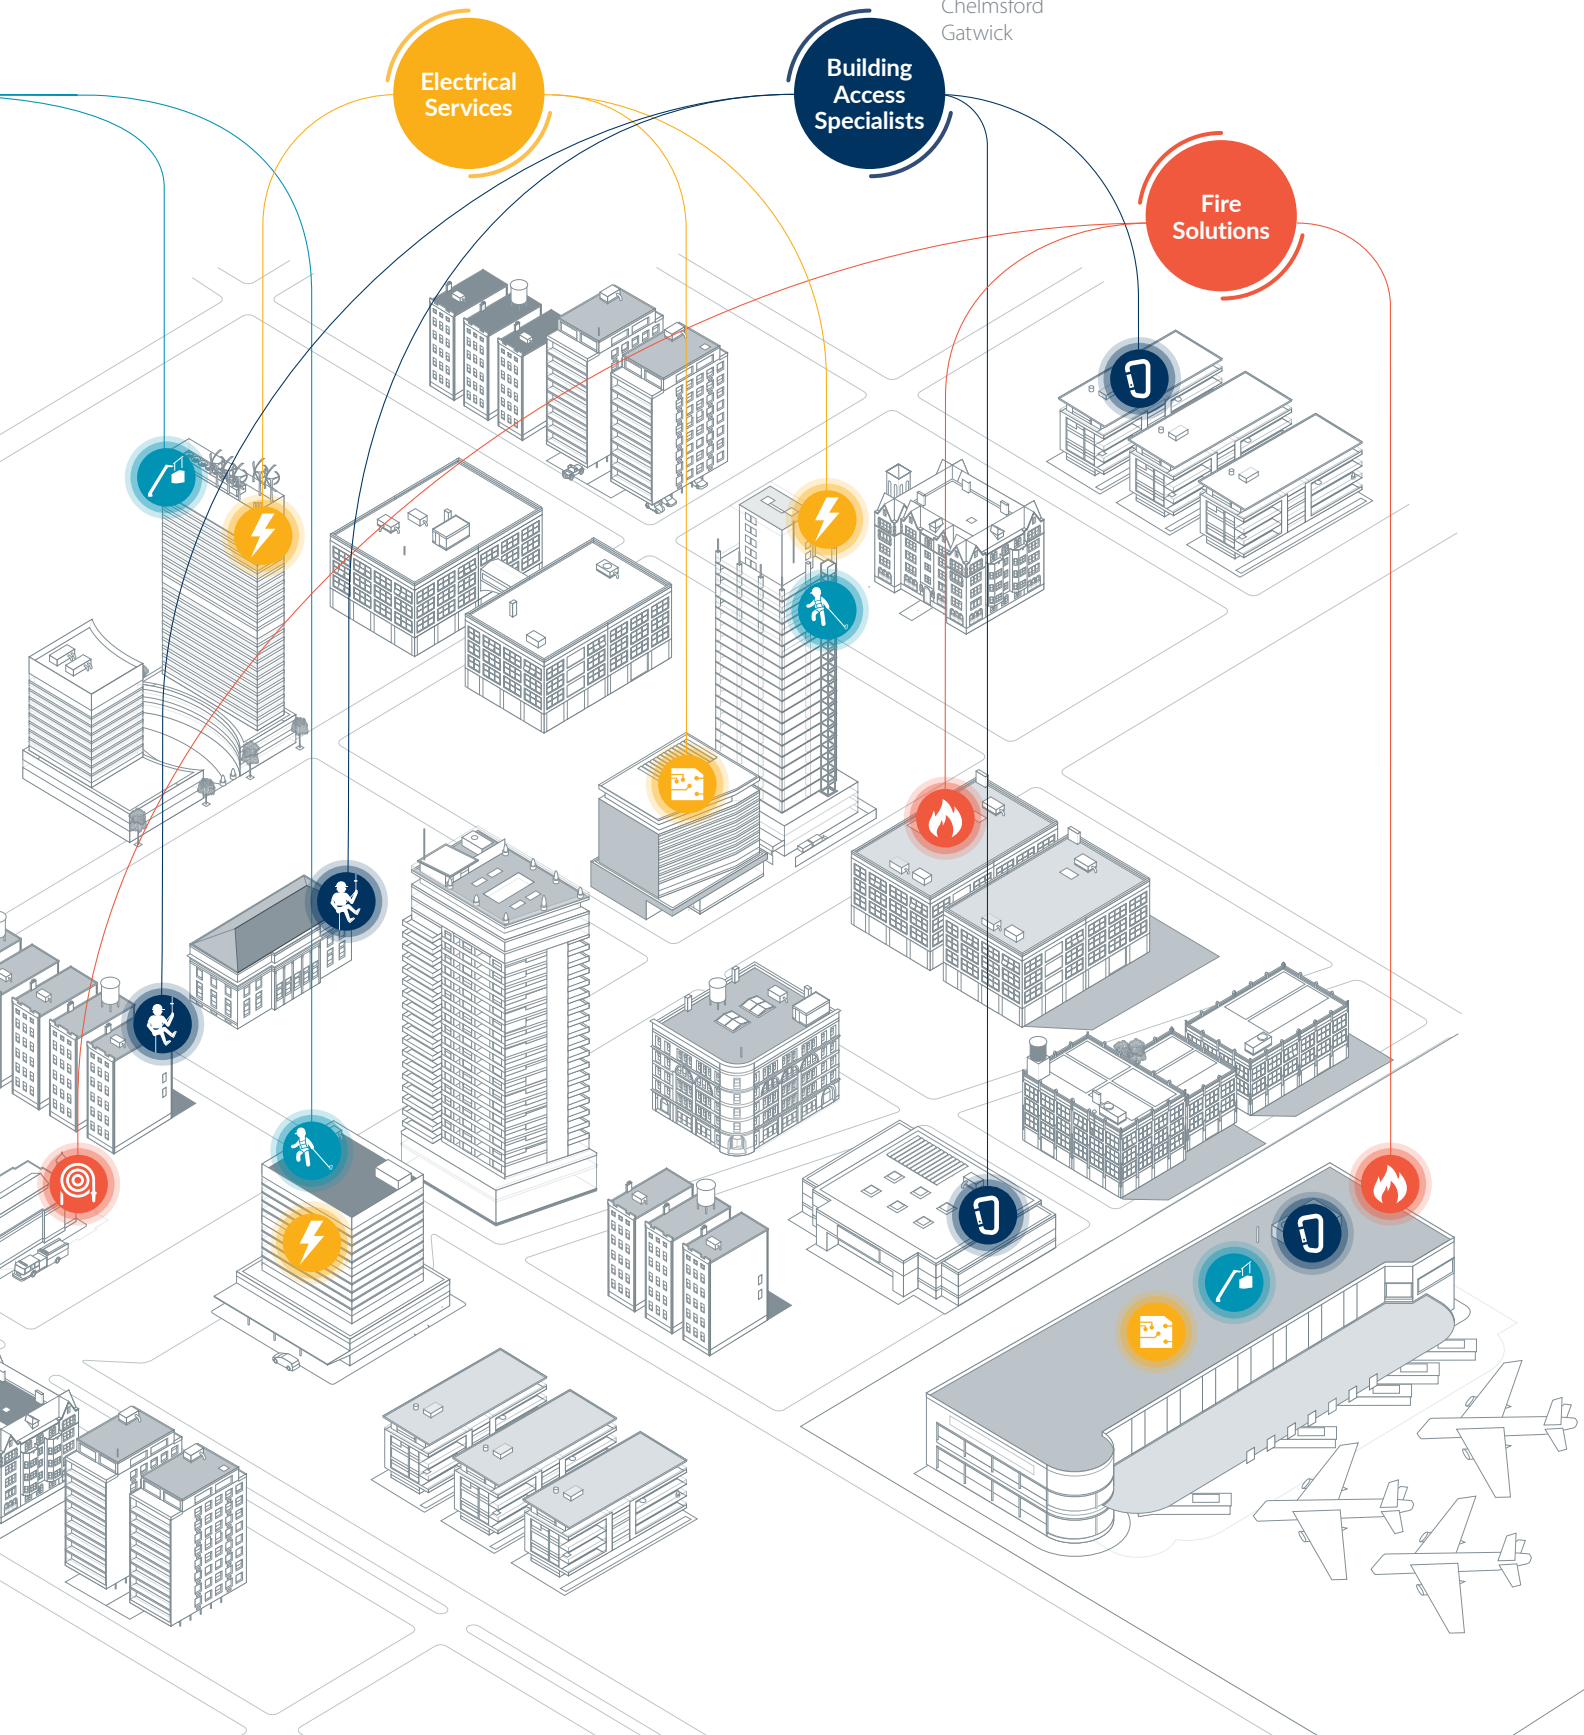 Chelmsford
Gatwick
Electrical
Services
Building
Access
Specialists
Fire
Solutions